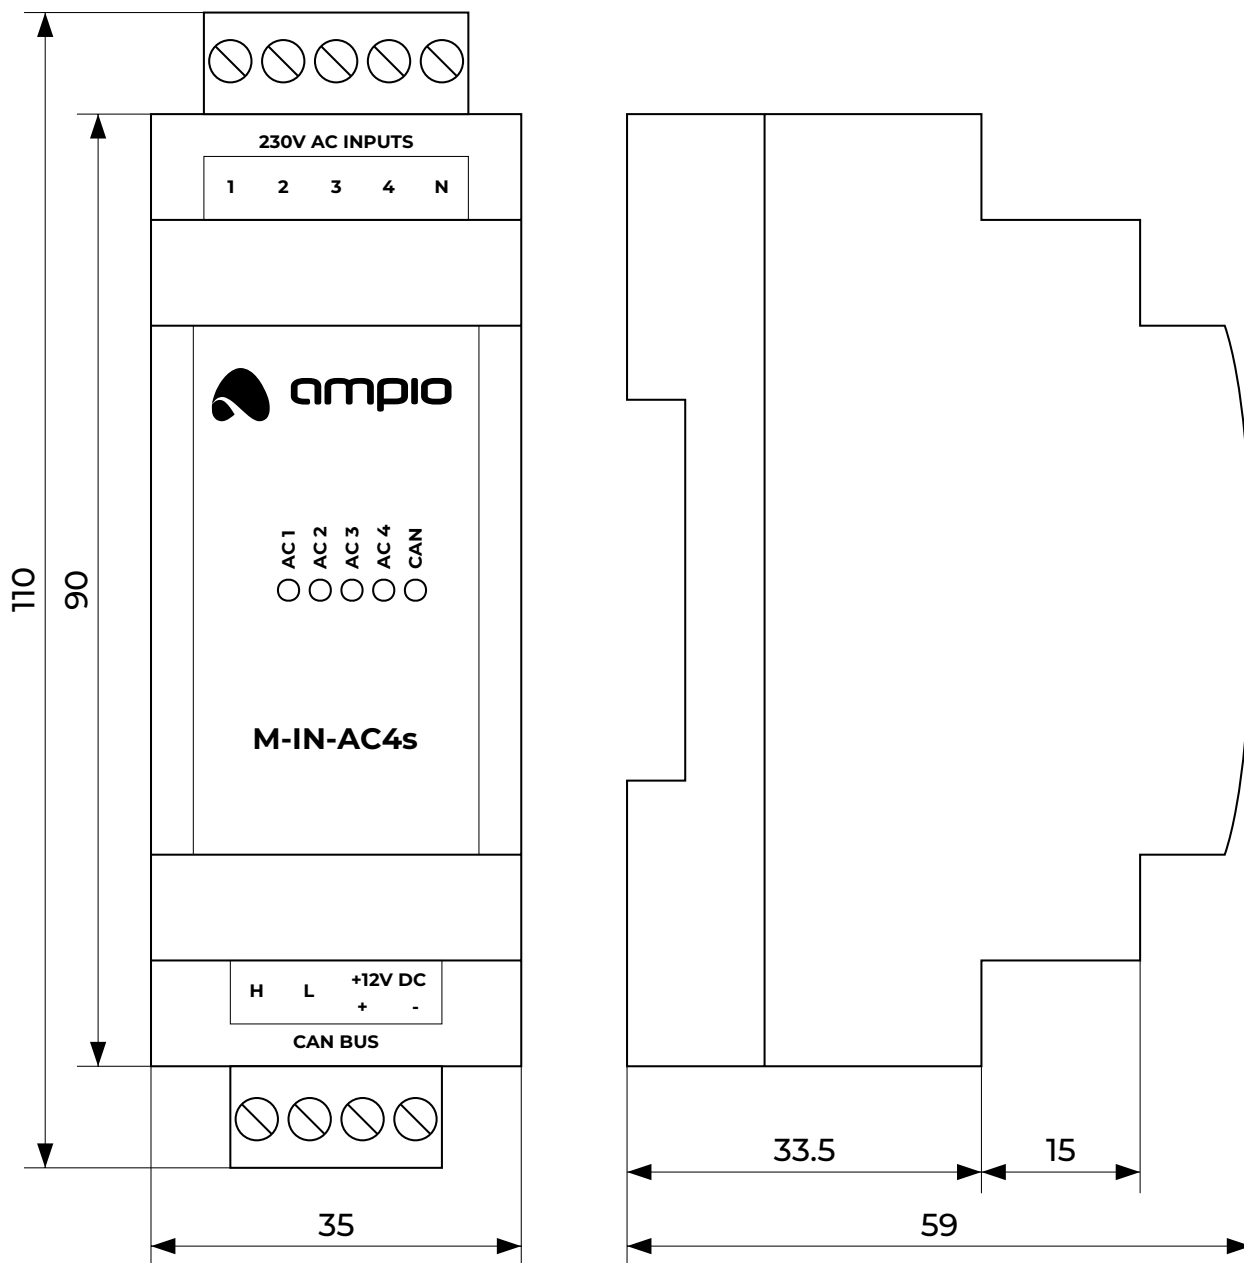 230V AC INPUTS
1 2 3 4 N
ampio
AC 1 AC 2 AC 3 AC 4 CAN
110
90
M-IN-AC4s
+12V DC
H L + -
CAN BUS
33.5 15
35 59